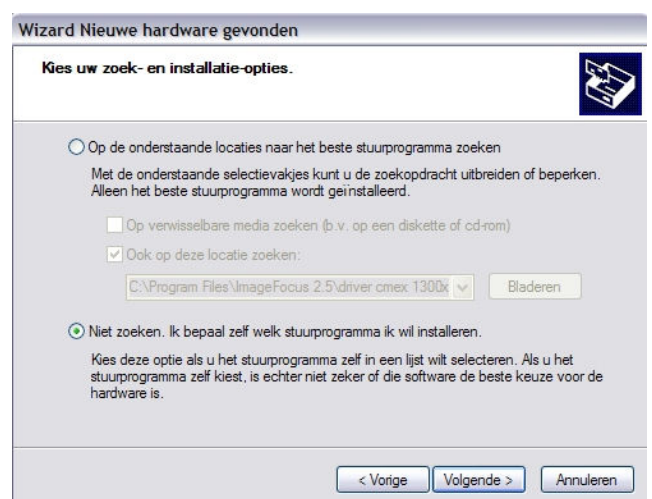 Wizard Nieuwe hardware gevonden
Kies uw zoek- en installatie-opties.
Op de onderstaande locaties naar het beste stuurprogramma zoeken
Met de onderstaande selectievakjes kunt u de zoekopdracht uitbreiden of beperken.
Alleen het beste stuurprogramma wordt geïnstalleerd.
Op verwisselbare media zoeken (b.v. op een diskette of cd-rom)
Ook op deze locatie zoeken:
C:\Program Files\ImageFocus 2.5\driver cmex 1300x Bladeren
Niet zoeken. Ik bepaal zelf welk stuurprogramma ik wil installeren.
Kies deze optie als u het stuurprogramma zelf in een lijst wilt selecteren. Als u het
stuurprogramma zelf kiest, is echter niet zeker of die software de beste keuze voor de
hardware is.
< Vorige Volgende > Annuleren